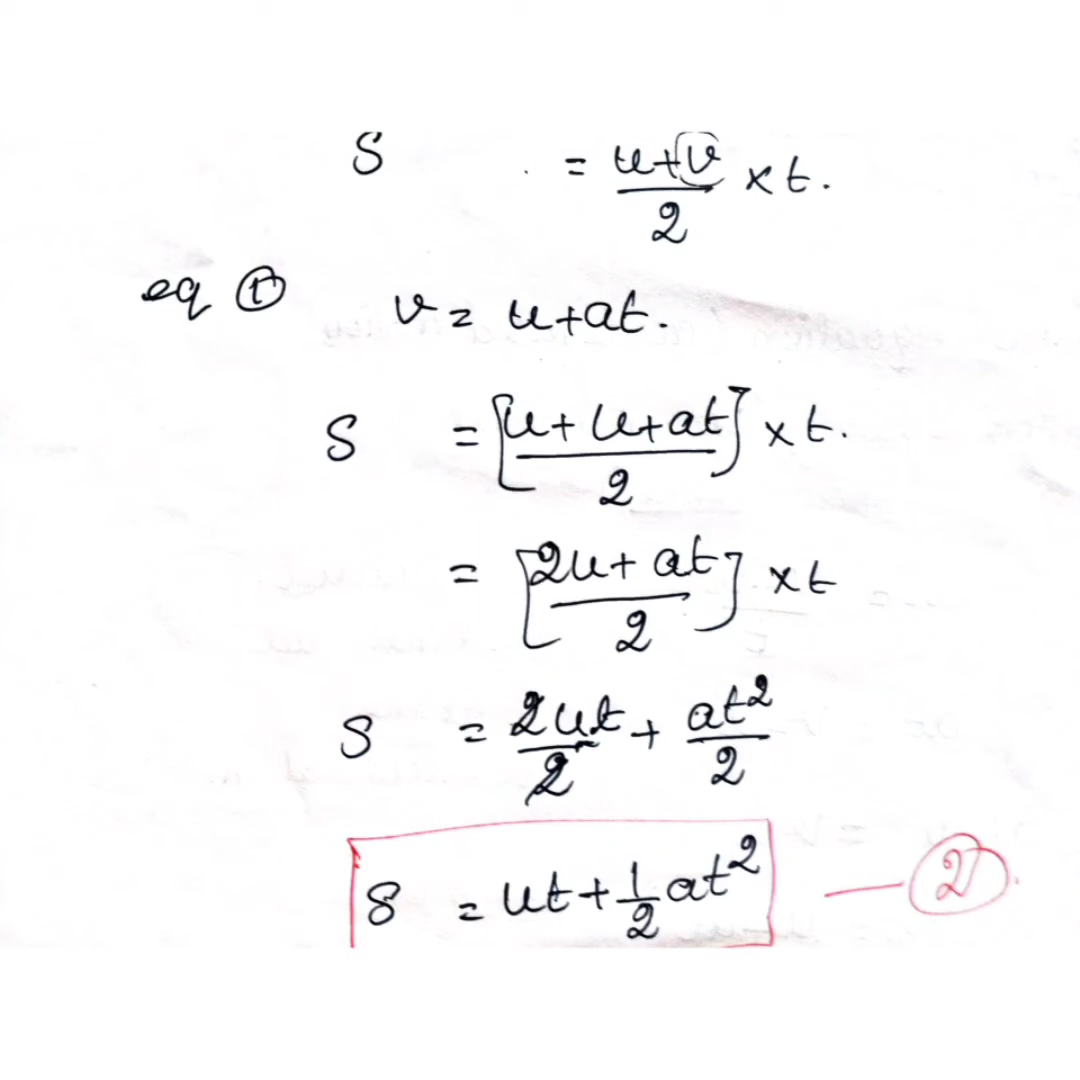 S = u+v/2 × t.
eq ① v = u+at.
S = [u+u+at/2] × t.
= [2u+at/2] × t
S = 2ut/2 + at²/2
S = ut + 1/2 at² — ②.